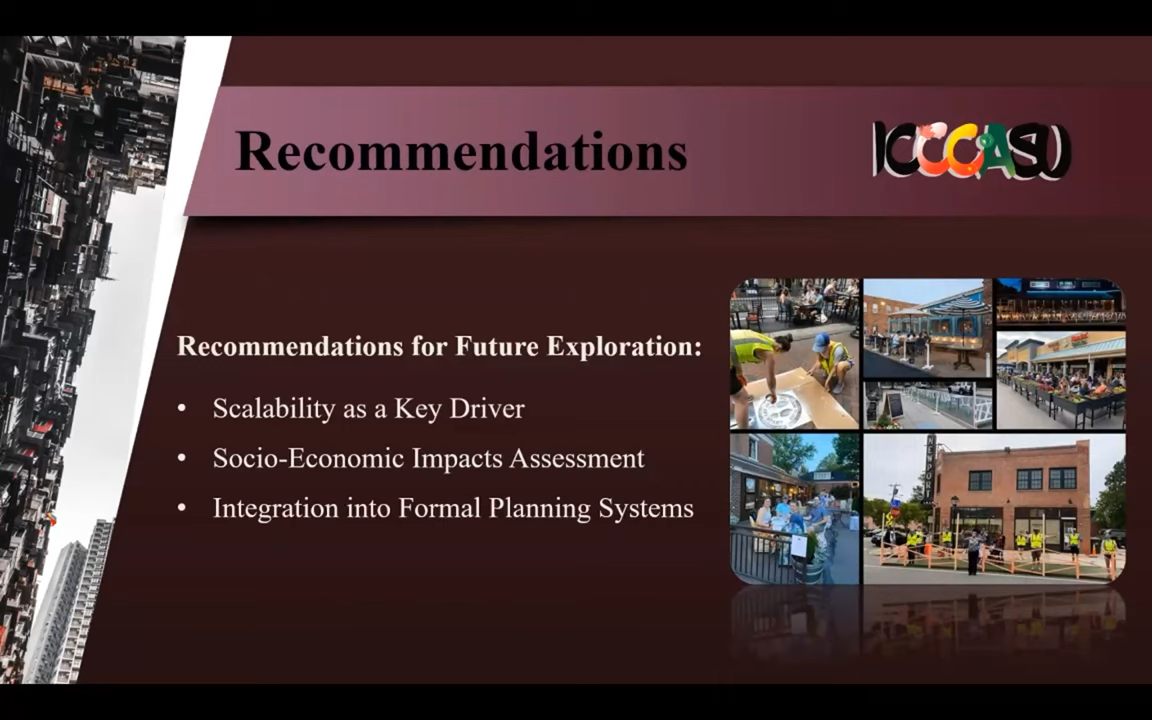 Recommendations
ICCCASU
Recommendations for Future Exploration:
• Scalability as a Key Driver
• Socio-Economic Impacts Assessment
• Integration into Formal Planning Systems
NEWPORT